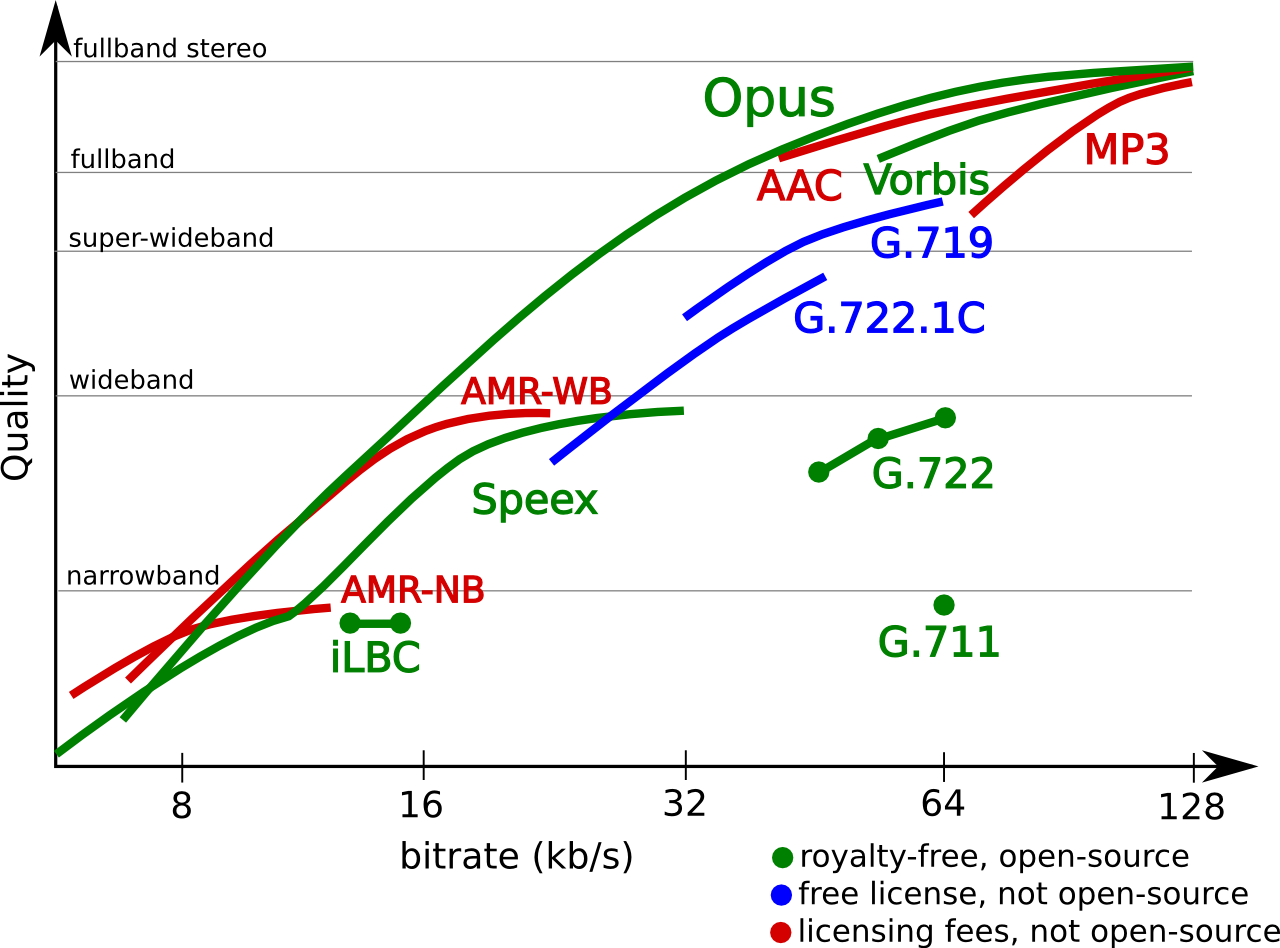 fullband stereo
Opus
MP3
fullband
AAC
Vorbis
super-wideband
G.719
G.722.1C
Quality
wideband
AMR-WB
Speex
G.722
narrowband
AMR-NB
iLBC
G.711
8
16
32
64
128
bitrate (kb/s)
royalty-free, open-source
free license, not open-source
licensing fees, not open-source